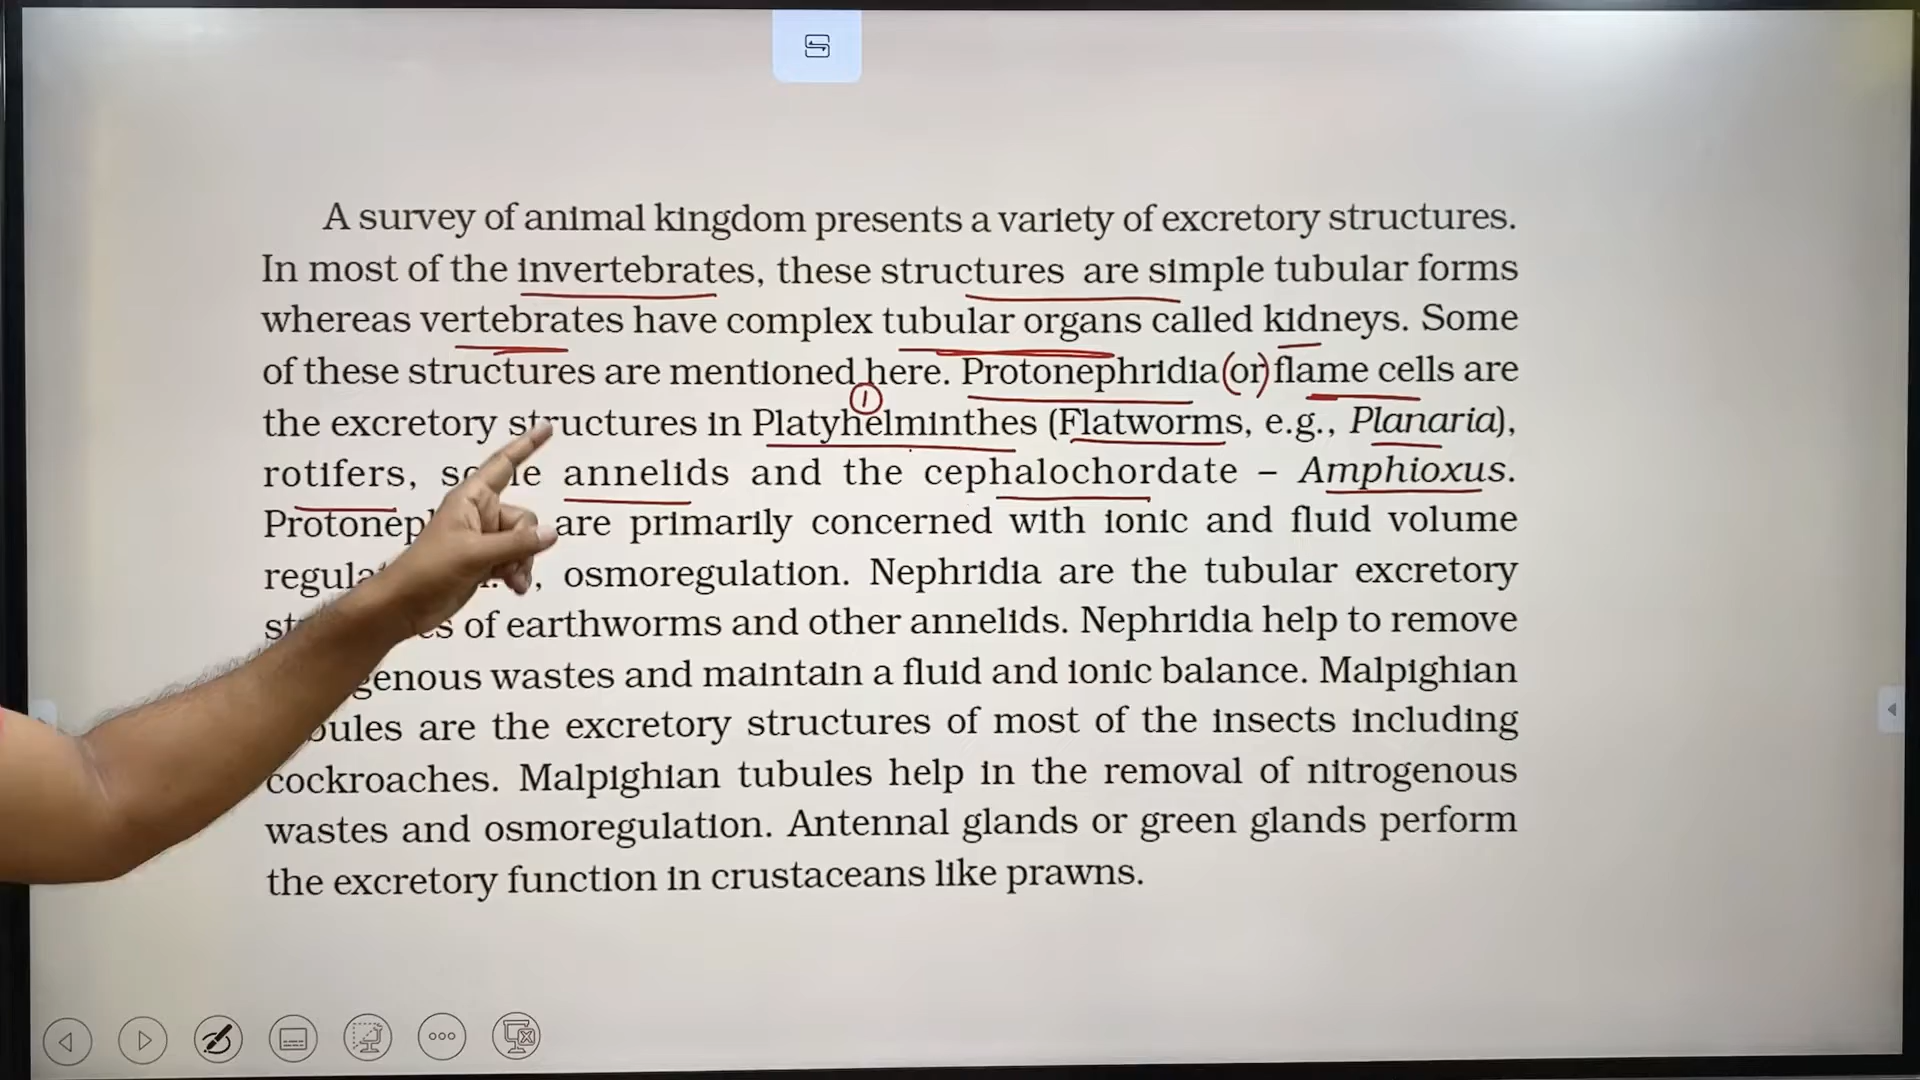 A survey of animal kingdom presents a variety of excretory structures.
In most of the invertebrates, these structures are simple tubular forms
whereas vertebrates have complex tubular organs called kidneys. Some
of these structures are mentioned here. Protonephridia (or) flame cells are
1
the excretory structures in Platyhelminthes (Flatworms, e.g., Planaria),
rotifers, some annelids and the cephalochordate – Amphioxus.
are primarily concerned with ionic and fluid volume
osmoregulation. Nephridia are the tubular excretory
of earthworms and other annelids. Nephridia help to remove
wastes and maintain a fluid and ionic balance. Malpighian
are the excretory structures of most of the insects including
cockroaches. Malpighian tubules help in the removal of nitrogenous
wastes and osmoregulation. Antennal glands or green glands perform
the excretory function in crustaceans like prawns.